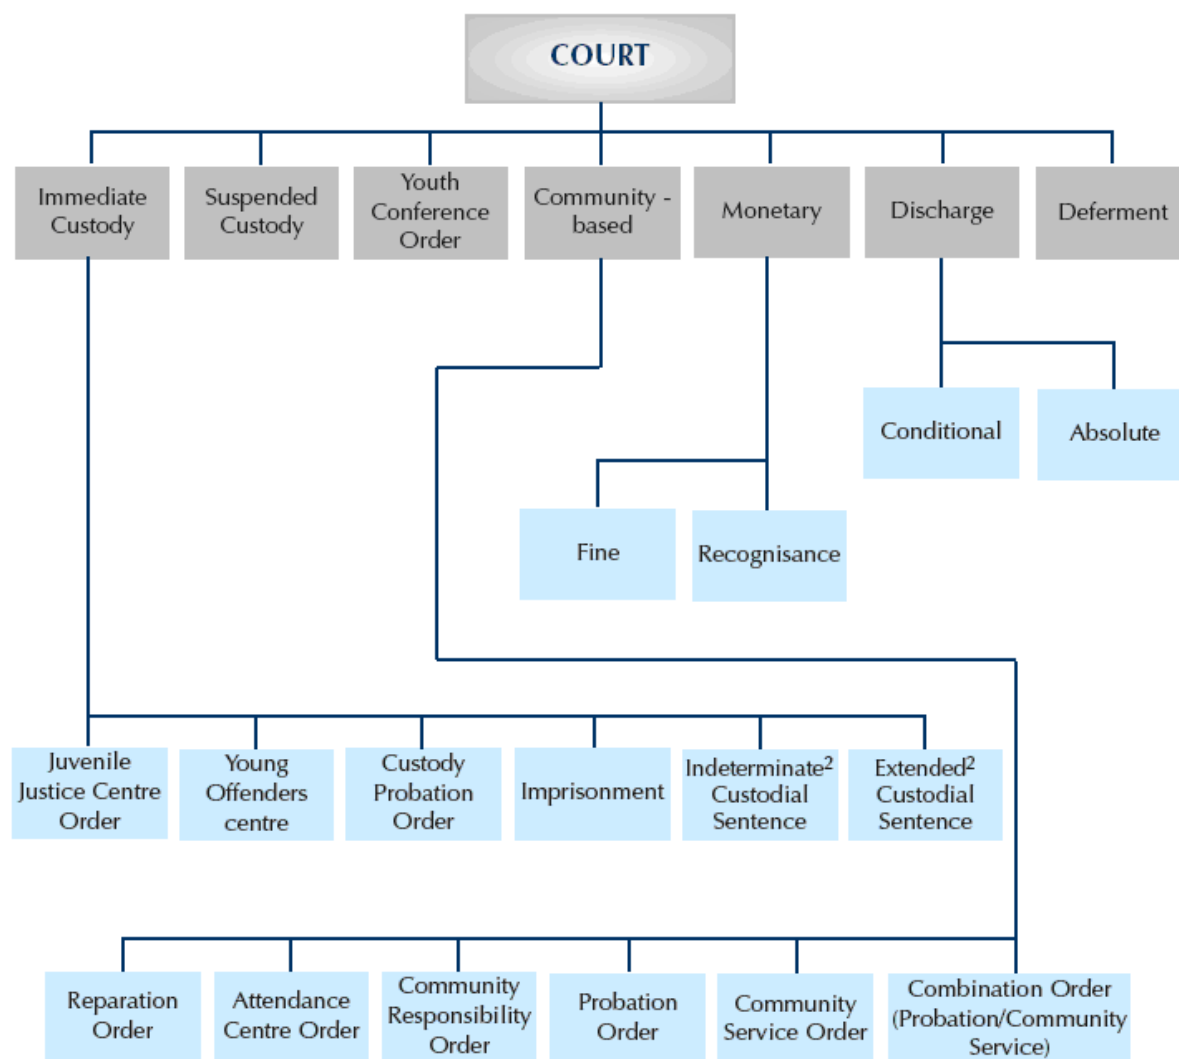 COURT
Immediate
Custody
Suspended
Custody
Youth
Conference
Order
Community -
based
Monetary
Discharge
Deferment
Conditional
Absolute
Fine
Recognisance
Juvenile
Justice Centre
Order
Young
Offenders
centre
Custody
Probation
Order
Imprisonment
Indeterminate²
Custodial
Sentence
Extended²
Custodial
Sentence
Reparation
Order
Attendance
Centre Order
Community
Responsibility
Order
Probation
Order
Community
Service Order
Combination Order
(Probation/Community
Service)